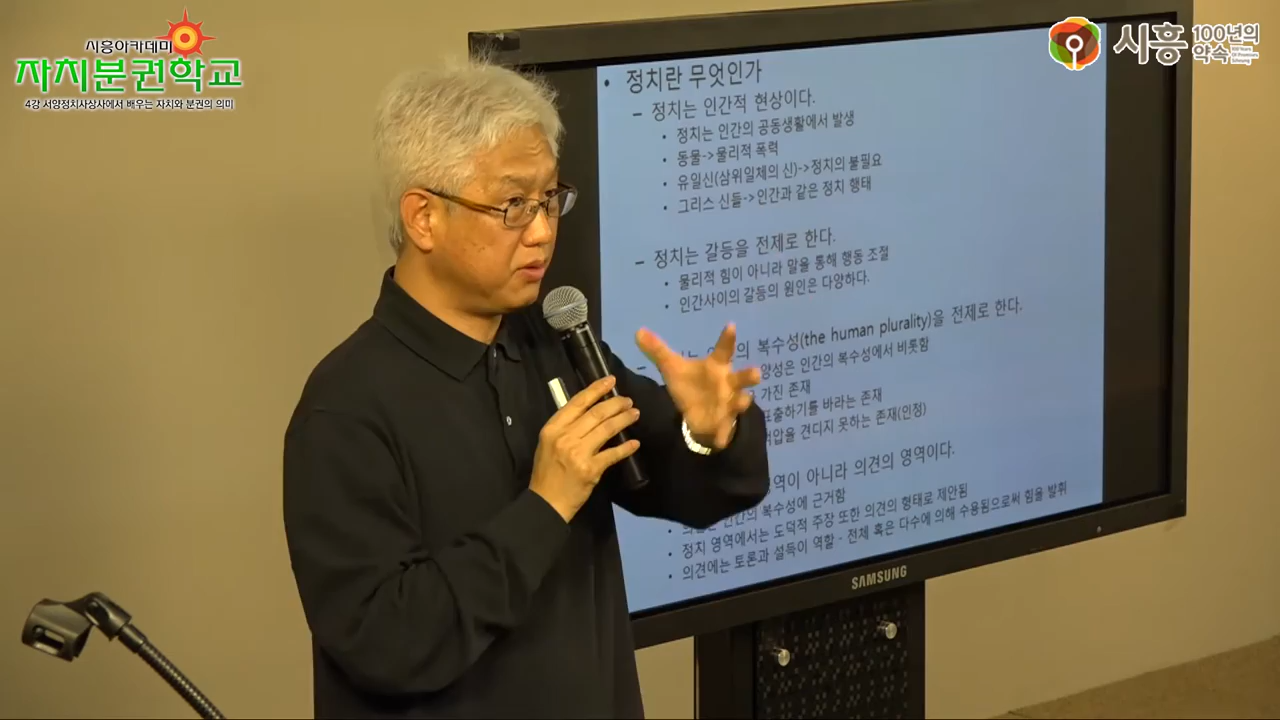 시흥아카데미
자치분권학교
4강 서양정치사상사에서 배우는 자치와 분권의 의미
시흥 100년의 약속
• 정치란 무엇인가
– 정치는 인간적 현상이다.
• 정치는 인간의 공동생활에서 발생
• 동물->물리적 폭력
• 유일신(삼위일체의 신)->정치의 불필요
• 그리스 신들->인간과 같은 정치 행태
– 정치는 갈등을 전제로 한다.
• 물리적 힘이 아니라 말을 통해 행동 조절
• 인간사이의 갈등의 원인은 다양하다.
– 복수성(the human plurality)을 전제로 한다.
인간의 복수성에서 비롯함
가진 존재
표출하기를 바라는 존재
견디지 못하는 존재(인정)
아니라 의견의 영역이다.
• 인간의 복수성에 근거함
• 정치 영역에서는 도덕적 주장 또한 의견의 형태로 제안됨
• 의견에는 토론과 설득이 역할 - 전체 혹은 다수에 의해 수용됨으로써 힘을 발휘
SAMSUNG